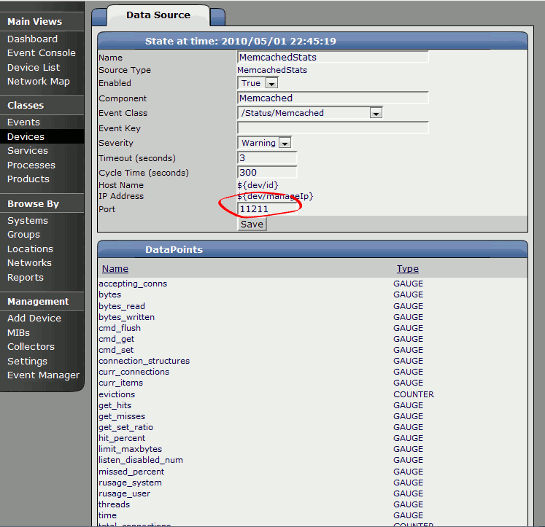 Main Views
Dashboard
Event Console
Device List
Network Map
Classes
Events
Devices
Services
Processes
Products
Browse By
Systems
Groups
Locations
Networks
Reports
Management
Add Device
MIBs
Collectors
Settings
Event Manager
Data Source
State at time: 2010/05/01 22:45:19
Name MemcachedStats
Source Type MemcachedStats
Enabled True
Component Memcached
Event Class /Status/Memcached
Event Key
Severity Warning
Timeout (seconds) 3
Cycle Time (seconds) 300
Host Name ${dev/id}
IP Address ${dev/manageIp}
Port 11211
Save
DataPoints
Name Type
accepting_conns GAUGE
bytes GAUGE
bytes_read GAUGE
bytes_written GAUGE
cmd_flush GAUGE
cmd_get GAUGE
cmd_set GAUGE
connection_structures GAUGE
curr_connections GAUGE
curr_items GAUGE
evictions COUNTER
get_hits GAUGE
get_misses GAUGE
get_set_ratio GAUGE
hit_percent GAUGE
limit_maxbytes GAUGE
listen_disabled_num GAUGE
missed_percent GAUGE
rusage_system GAUGE
rusage_user GAUGE
threads GAUGE
time GAUGE
total_connections COUNTER